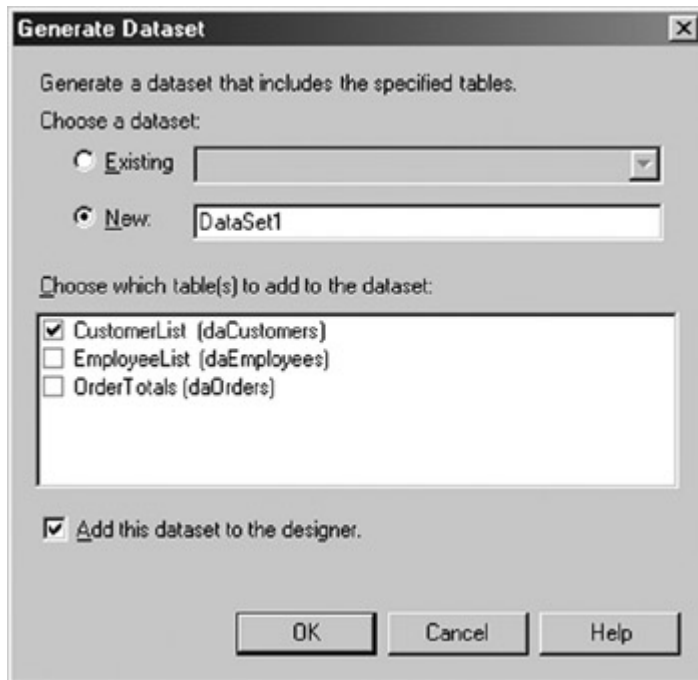 Generate Dataset
Generate a dataset that includes the specified tables.
Choose a dataset:
Existing
New:
DataSet1
Choose which table(s) to add to the dataset:
CustomerList (daCustomers)
EmployeeList (daEmployees)
OrderTotals (daOrders)
Add this dataset to the designer.
OK Cancel Help